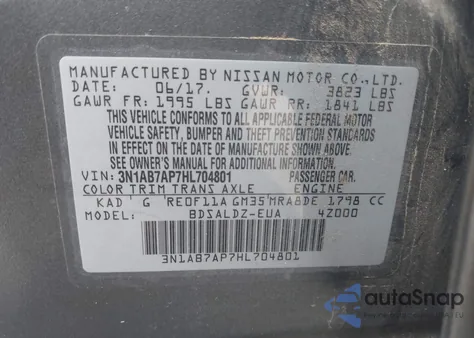 MANUFACTURED BY NISSAN MOTOR CO., LTD.
DATE: 06/17. GVWR: 3823 LBS
GAWR FR: 1995 LBS GAWR RR: 1841 LBS
THIS VEHICLE CONFORMS TO ALL APPLICABLE FEDERAL MOTOR
VEHICLE SAFETY, BUMPER AND THEFT PREVENTION STANDARDS
IN EFFECT ON THE DATE OF MANUFACTURE SHOWN ABOVE.
SEE OWNER'S MANUAL FOR ADDITIONAL INFORMATION.
VIN: 3N1AB7AP7HL704801 PASSENGER CAR.
COLOR TRIM TRANS AXLE ENGINE
KAD G RE0F11A GM35 MRA8DE 1798 CC
MODEL: BDSALDZ-EUA 4Z000
3N1AB7AP7HL704801
autoSnap